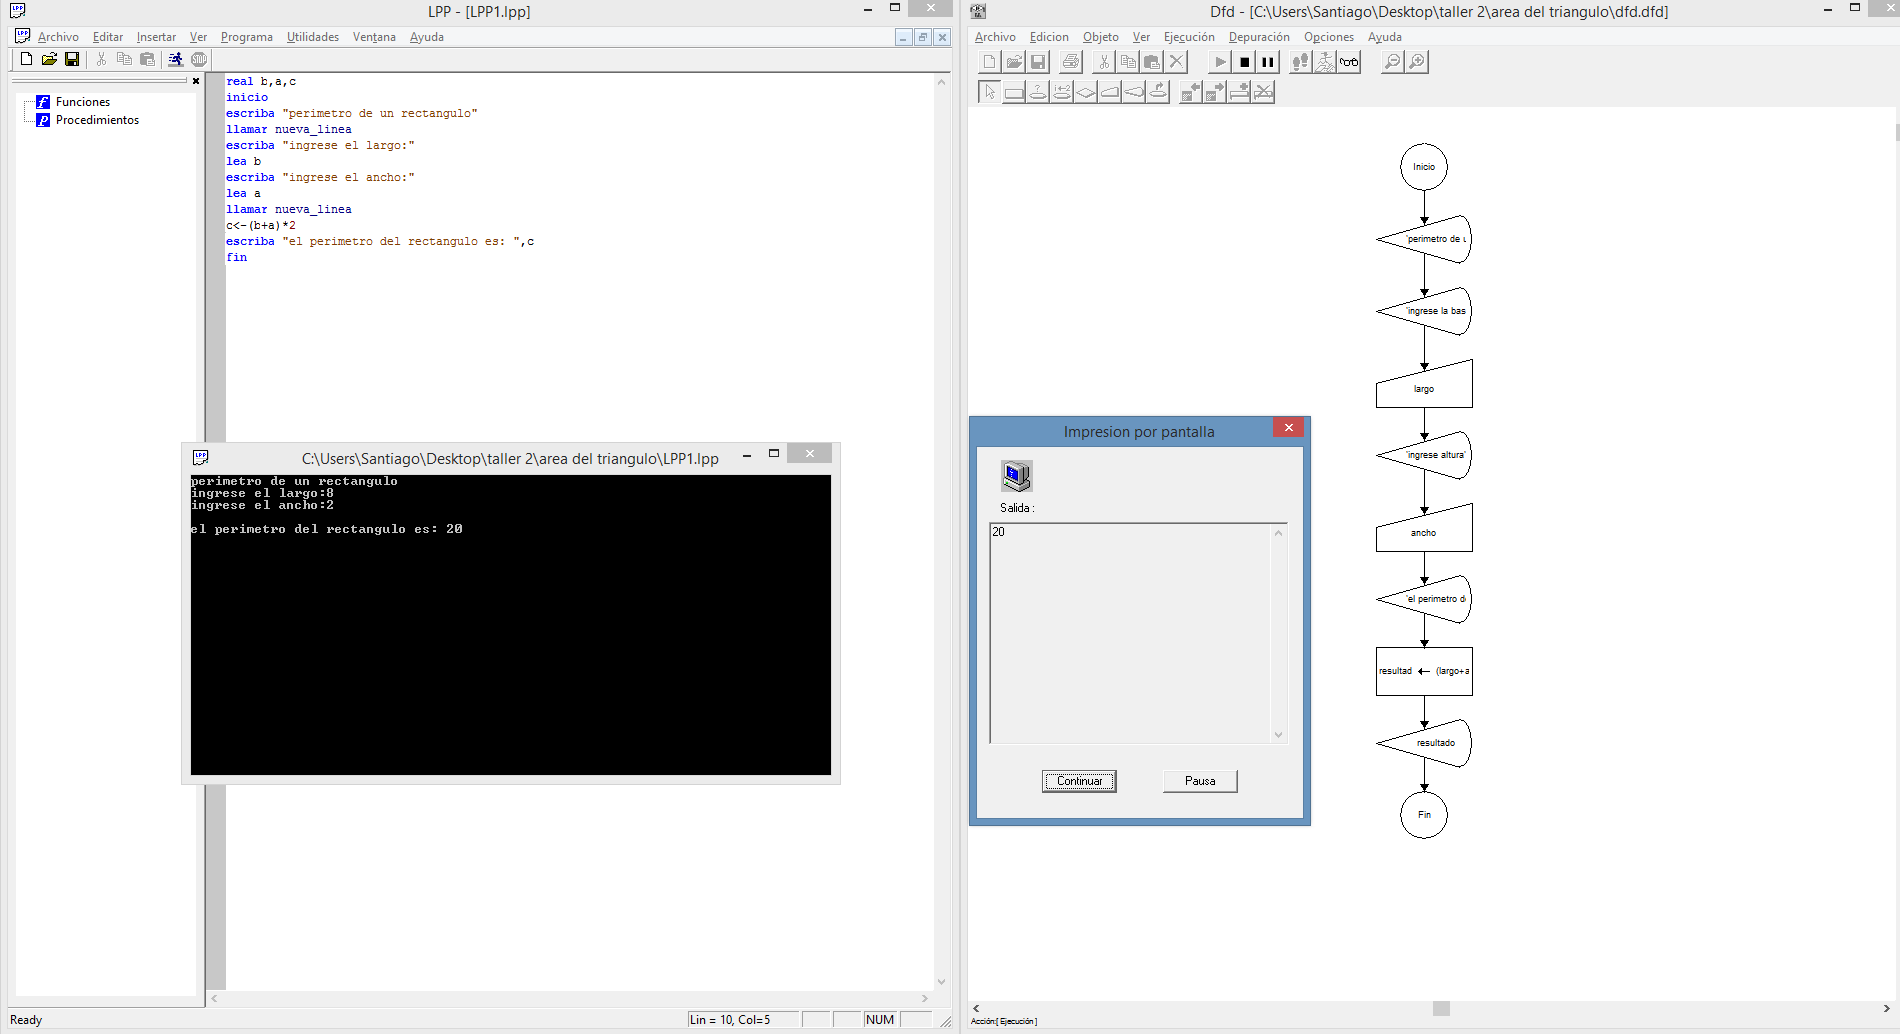 LPP - [LPP1.lpp]
Archivo Editar Insertar Ver Programa Utilidades Ventana Ayuda
Funciones
Procedimientos
real b,a,c
inicio
escriba "perimetro de un rectangulo"
llamar nueva_linea
escriba "ingrese el largo:"
lea b
escriba "ingrese el ancho:"
lea a
llamar nueva_linea
c<-(b+a)*2
escriba "el perimetro del rectangulo es: ",c
fin
C:\Users\Santiago\Desktop\taller 2\area del triangulo\LPP1.lpp
perimetro de un rectangulo
ingrese el largo:8
ingrese el ancho:2
el perimetro del rectangulo es: 20
Ready
Lin = 10, Col=5
NUM
Dfd - [C:\Users\Santiago\Desktop\taller 2\area del triangulo\dfd.dfd]
Archivo Edicion Objeto Ver Ejecución Depuración Opciones Ayuda
Inicio
'perimetro de u
'ingrese la bas
largo
'ingrese altura'
ancho
'el perimetro d
resultad ← (largo+a
resultado
Fin
Impresion por pantalla
Salida :
20
Continuar
Pausa
Acción:[ Ejecución ]